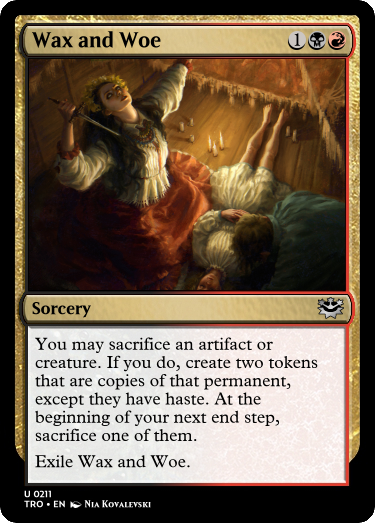 Wax and Woe 1
Sorcery
You may sacrifice an artifact or
creature. If you do, create two tokens
that are copies of that permanent,
except they have haste. At the
beginning of your next end step,
sacrifice one of them.
Exile Wax and Woe.
U 0211
TRO • EN Nia Kovalevski